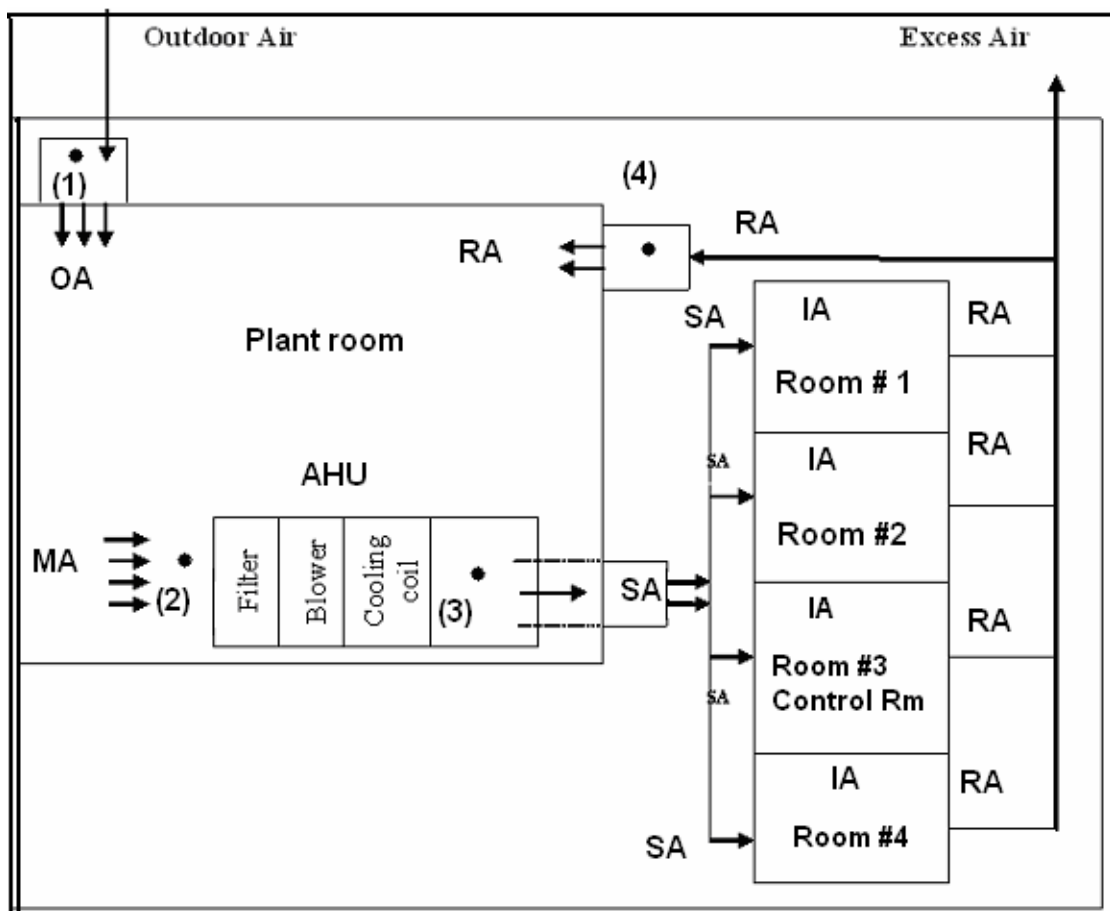 Outdoor Air
Excess Air
(1)
OA
(4)
RA
RA
Plant room
SA
IA
Room # 1
RA
SA
IA
Room #2
RA
AHU
MA
(2)
Filter
Blower
Cooling
coil
(3)
SA
IA
Room #3
Control Rm
RA
SA
IA
Room #4
RA
SA